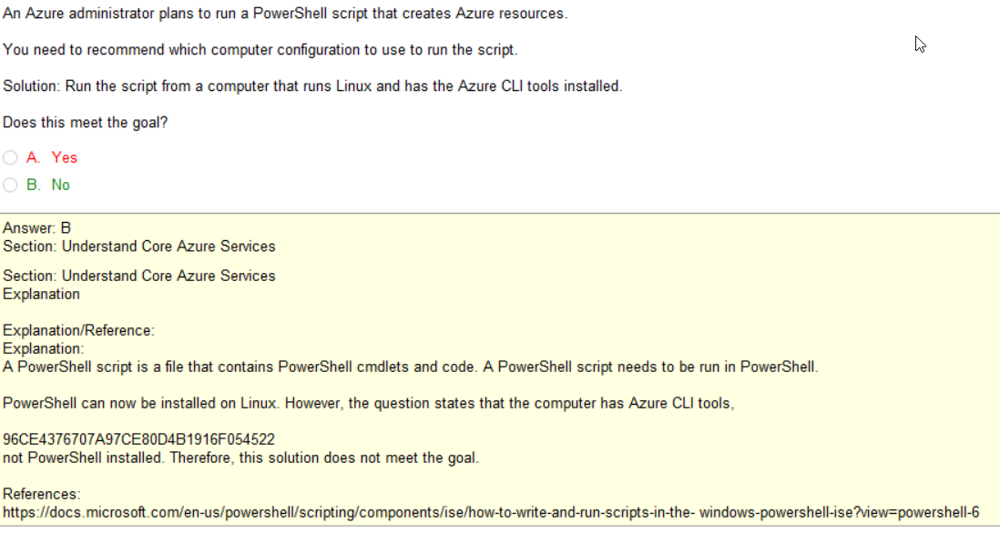 An Azure administrator plans to run a PowerShell script that creates Azure resources.
You need to recommend which computer configuration to use to run the script.
Solution: Run the script from a computer that runs Linux and has the Azure CLI tools installed.
Does this meet the goal?
A. Yes
B. No
Answer: B
Section: Understand Core Azure Services
Section: Understand Core Azure Services
Explanation
Explanation/Reference:
Explanation:
A PowerShell script is a file that contains PowerShell cmdlets and code. A PowerShell script needs to be run in PowerShell.
PowerShell can now be installed on Linux. However, the question states that the computer has Azure CLI tools,
96CE4376707A97CE80D4B1916F054522
not PowerShell installed. Therefore, this solution does not meet the goal.
References:
https://docs.microsoft.com/en-us/powershell/scripting/components/ise/how-to-write-and-run-scripts-in-the- windows-powershell-ise?view=powershell-6